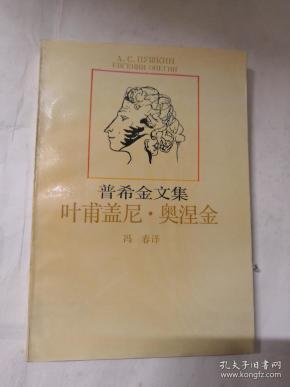 А. С. ПУШКИН
ЕВГЕНИЙ ОНЕГИН
普希金文集
叶甫盖尼·奥涅金
冯 春译
孔夫子旧书网